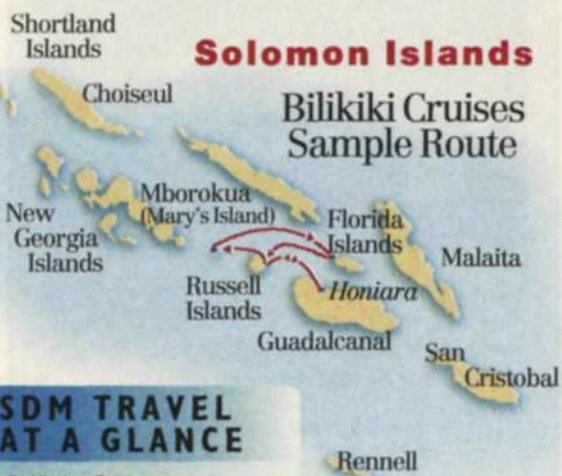 Shortland
Islands
Solomon Islands
Choiseul
Bilikiki Cruises
Sample Route
Mborokua
(Mary's Island)
New
Georgia
Islands
Florida
Islands
Malaita
Russell
Islands
Honiara
Guadalcanal
San
Cristobal
SDM TRAVEL
AT A GLANCE
Rennell